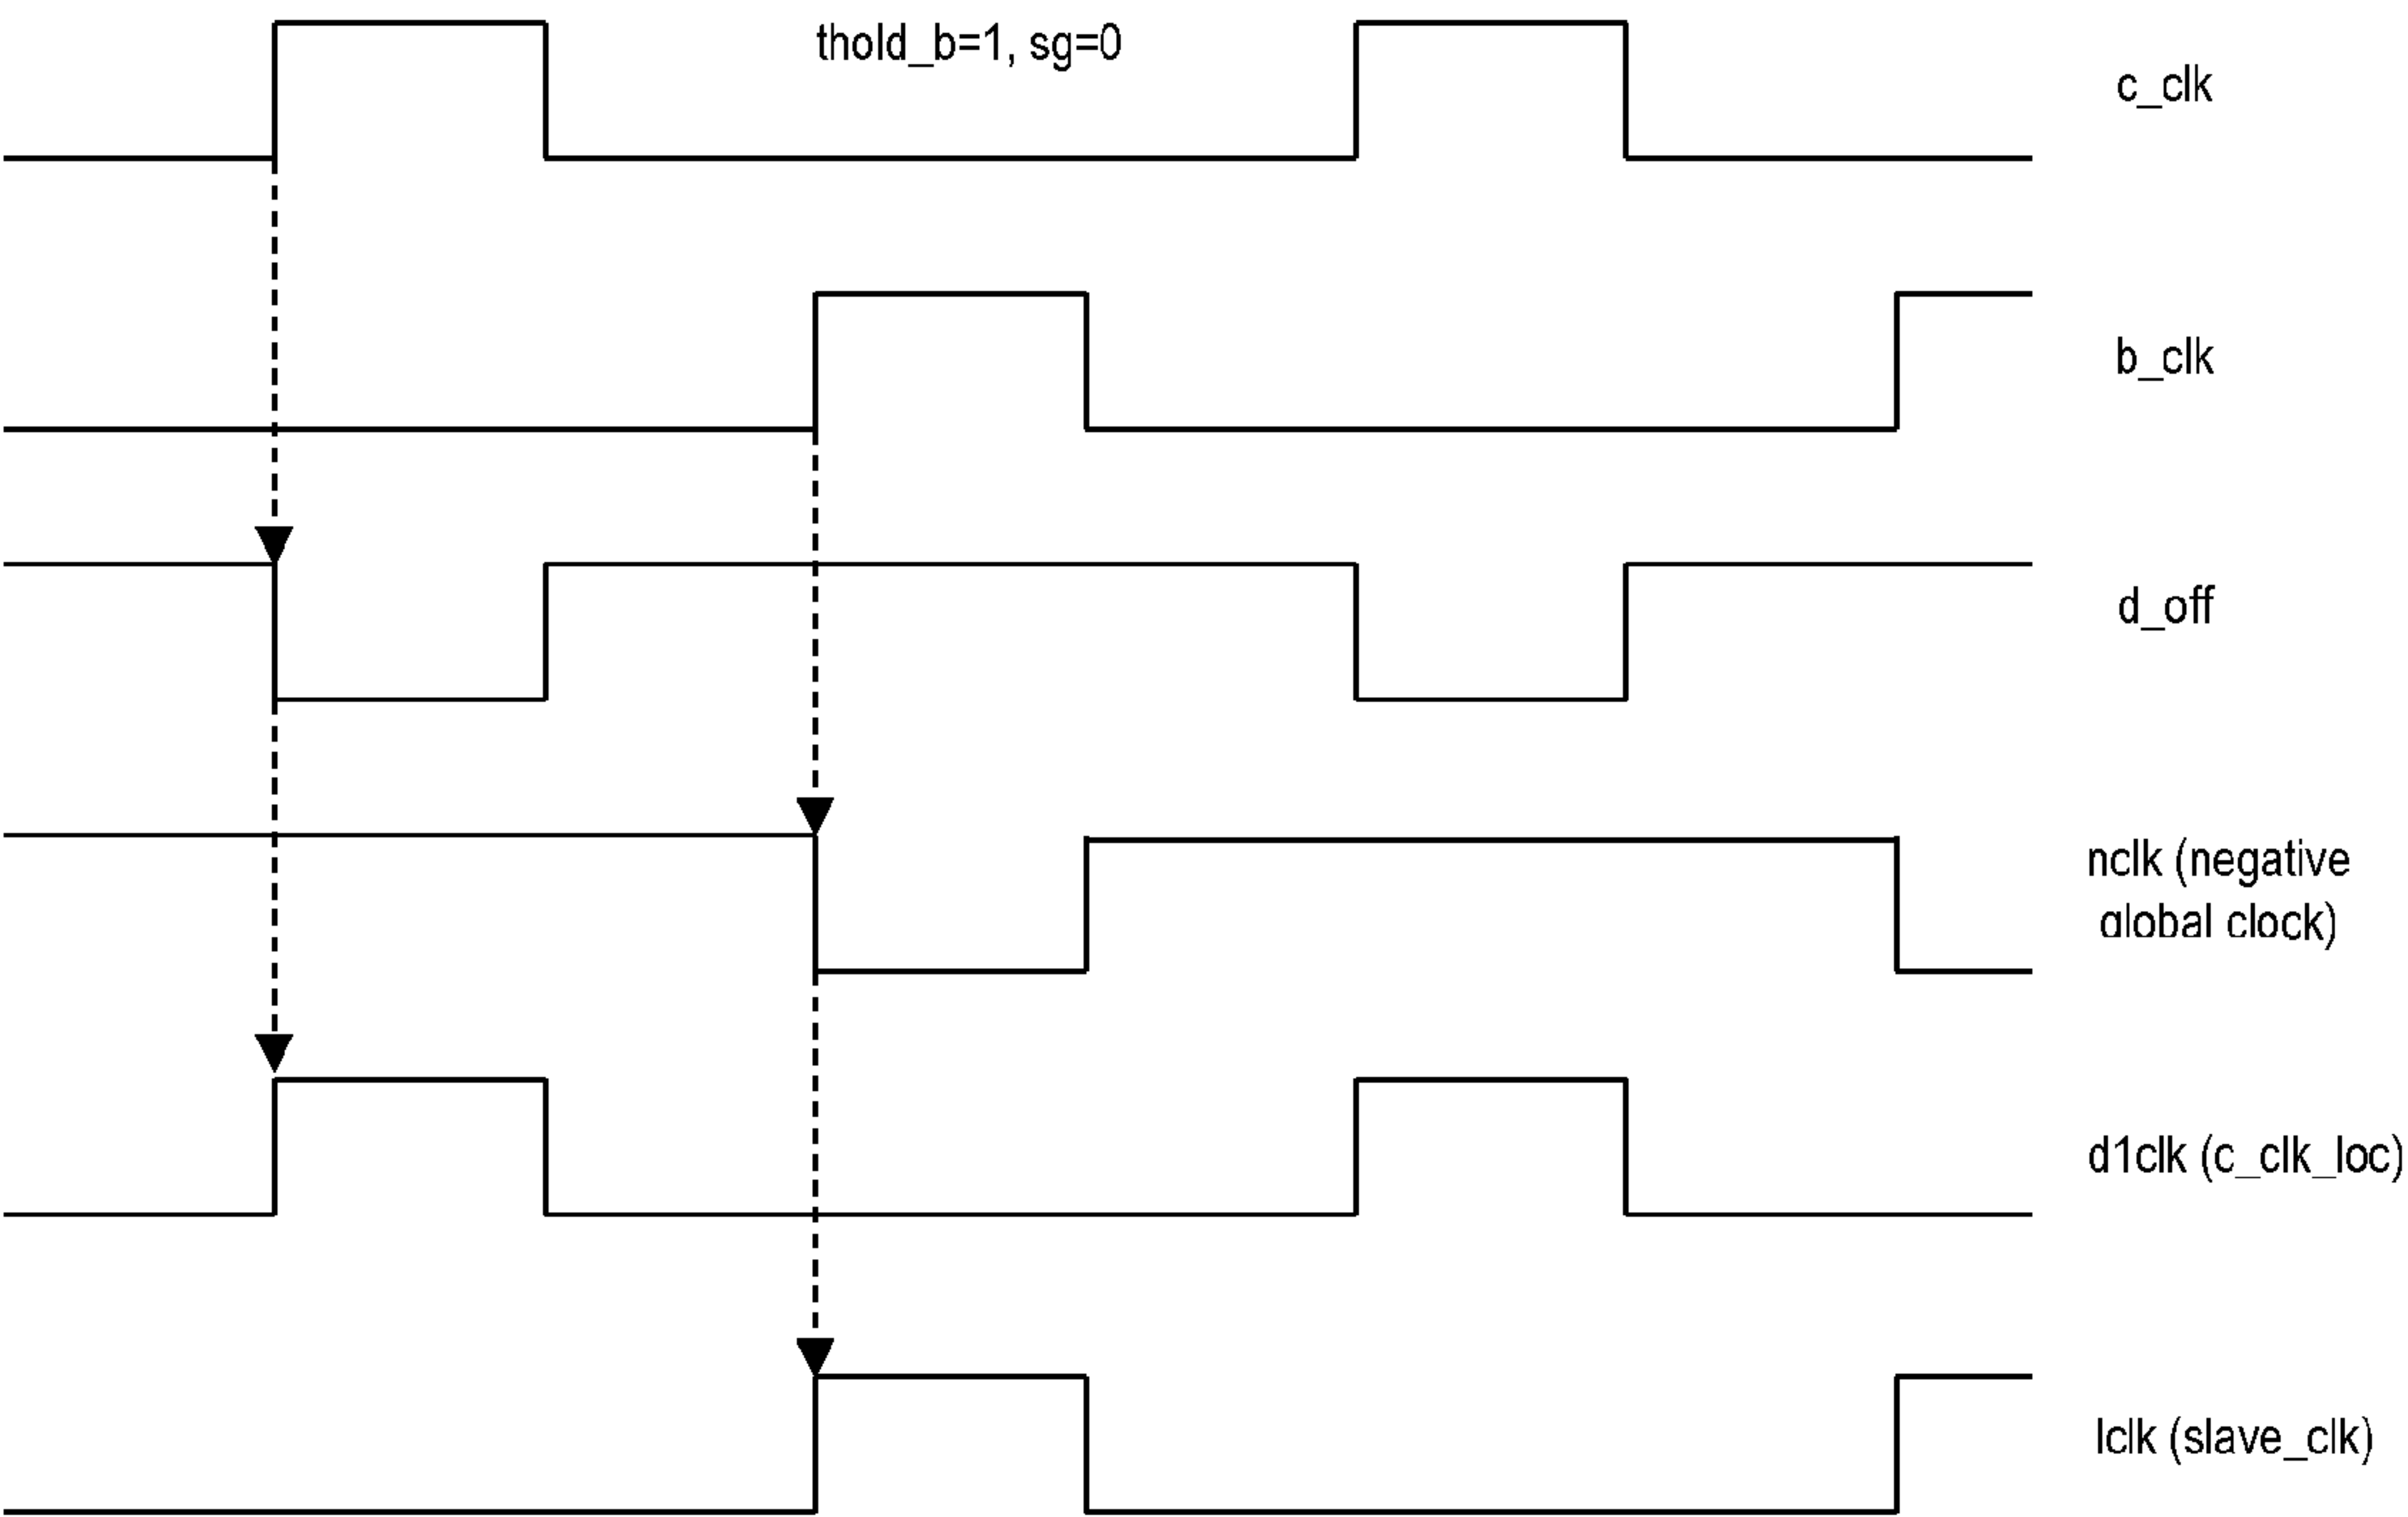 thold_b=1, sg=0
c_clk
b_clk
d_off
nclk (negative
global clock)
d1clk (c_clk_loc)
lclk (slave_clk)